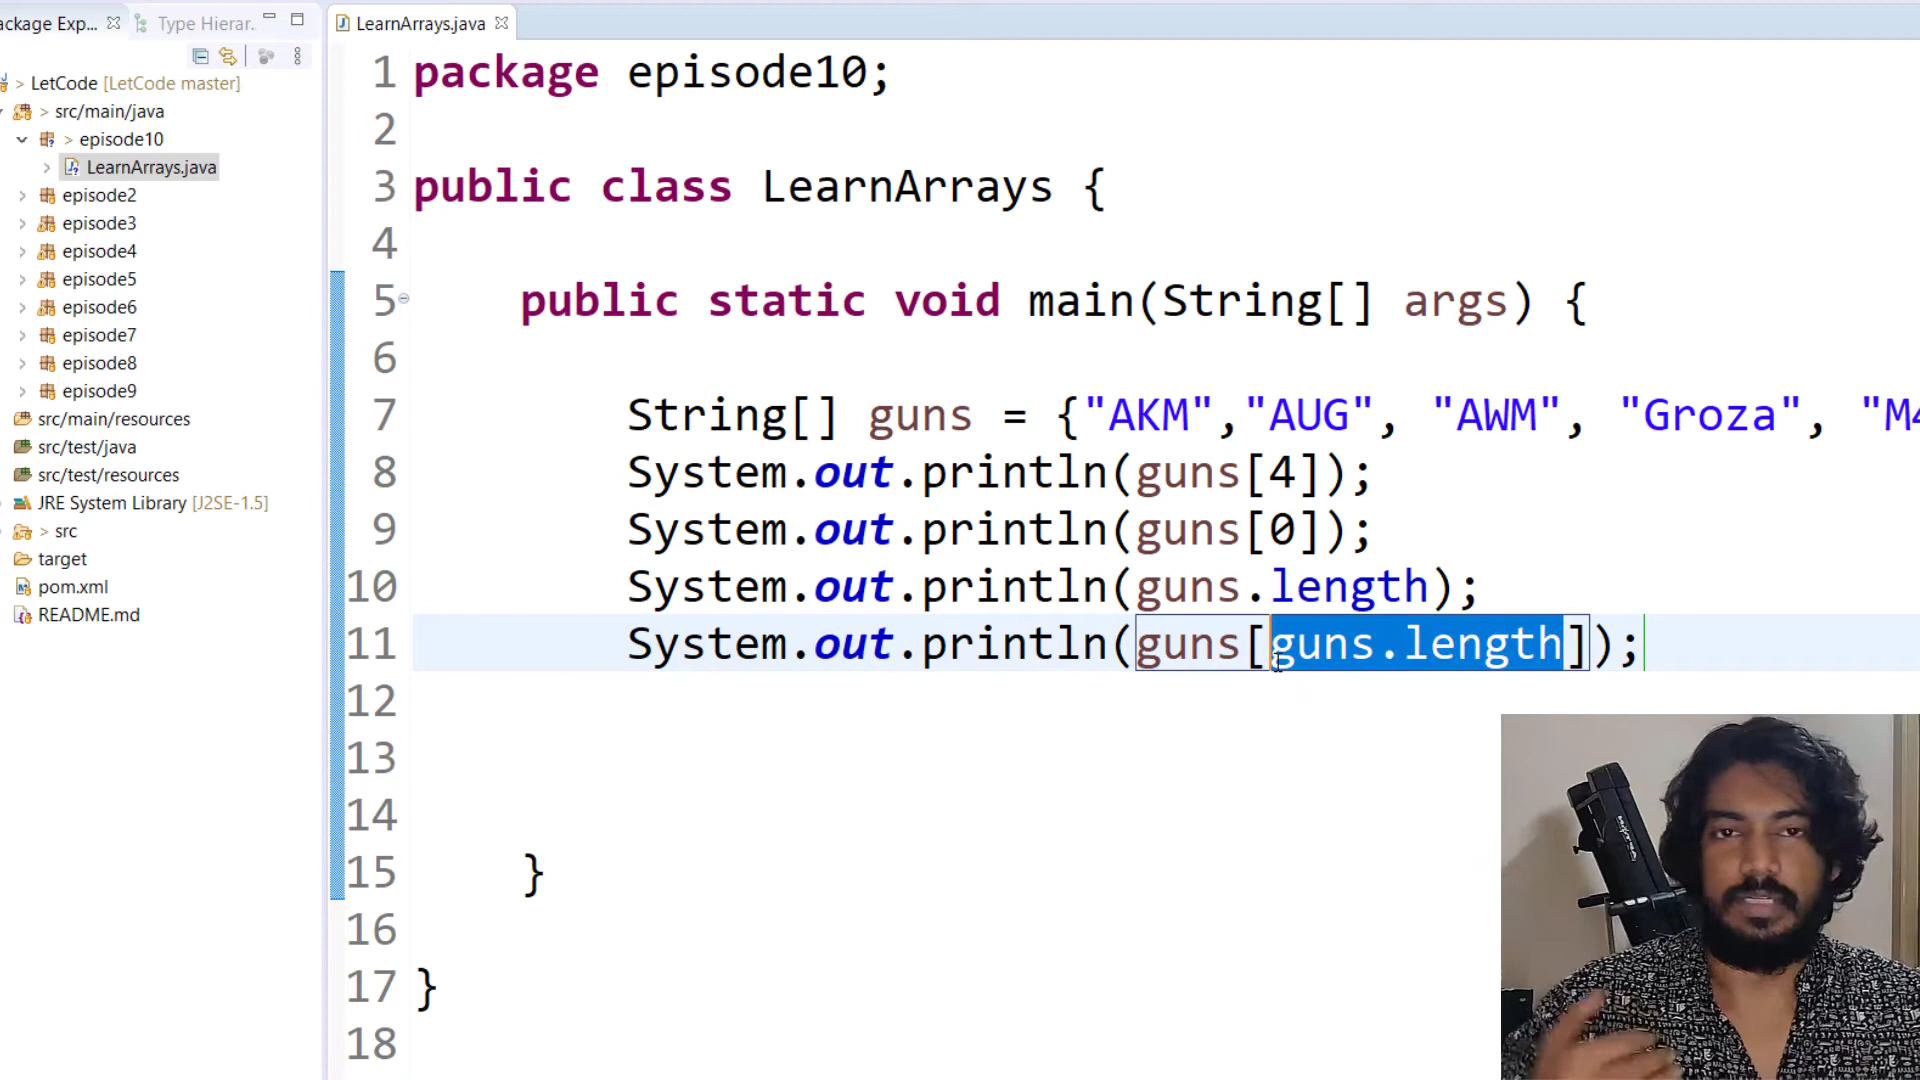 ackage Exp...
Type Hierar.
LearnArrays.java
LetCode [LetCode master]
src/main/java
episode10
LearnArrays.java
episode2
episode3
episode4
episode5
episode6
episode7
episode8
episode9
src/main/resources
src/test/java
src/test/resources
JRE System Library [J2SE-1.5]
src
target
pom.xml
README.md
1 package episode10;
2
3 public class LearnArrays {
4
5 public static void main(String[] args) {
6
7 String[] guns = {"AKM","AUG", "AWM", "Groza", "M4
8 System.out.println(guns[4]);
9 System.out.println(guns[0]);
10 System.out.println(guns.length);
11 System.out.println(guns[guns.length]);
12
13
14
15 }
16
17 }
18